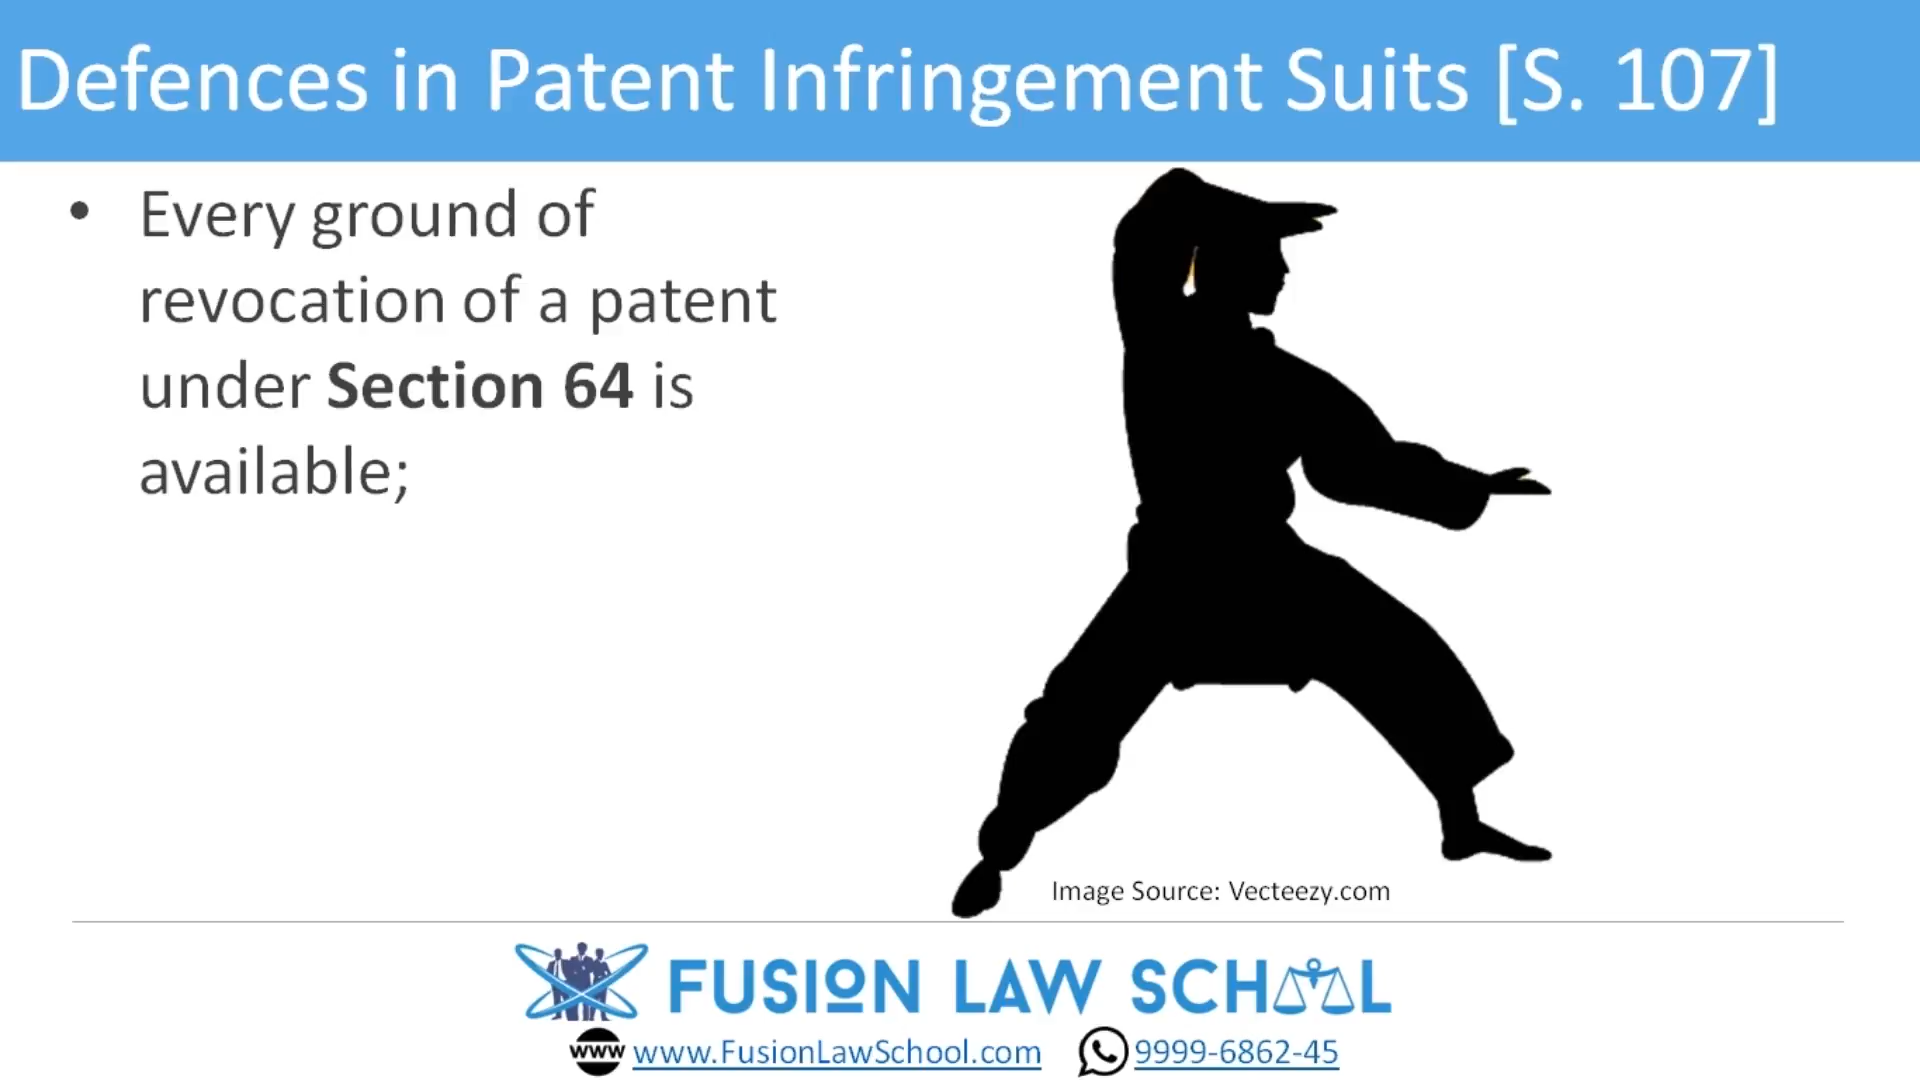 Defences in Patent Infringement Suits [S. 107]
• Every ground of
revocation of a patent
under Section 64 is
available;
Image Source: Vecteezy.com
FUSION LAW SCHOOL
www www.FusionLawSchool.com 9999-6862-45